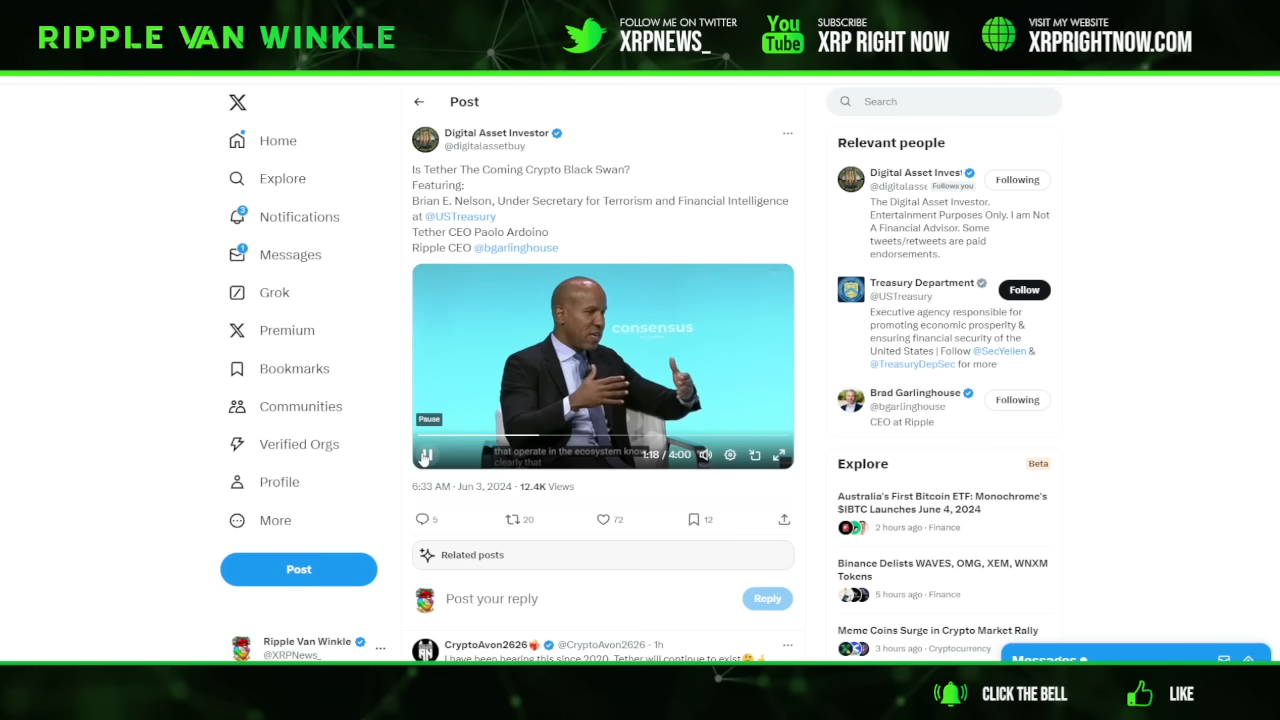 RIPPLE VAN WINKLE
FOLLOW ME ON TWITTER
XRPNEWS_
You
Tube
SUBSCRIBE
XRP RIGHT NOW
VISIT MY WEBSITE
XRPRIGHTNOW.COM
Home
Explore
3
Notifications
1
Messages
Grok
Premium
Bookmarks
Communities
Verified Orgs
Profile
More
Post
Ripple Van Winkle
@XRPNews_
Post
Digital Asset Investor
@digitalassetbuy
Is Tether The Coming Crypto Black Swan?
Featuring:
Brian E. Nelson, Under Secretary for Terrorism and Financial Intelligence
at @USTreasury
Tether CEO Paolo Ardoino
Ripple CEO @bgarlinghouse
consensus
Pause
that operate in the ecosystem know
clearly that
1:18 / 4:00
6:33 AM · Jun 3, 2024 · 12.4K Views
5
20
72
12
Related posts
Post your reply
Reply
CryptoAvon2626 @CryptoAvon2626 · 1h
I have been hearing this since 2020. Tether will continue to exist
Search
Relevant people
Digital Asset Invest
@digitalasse Follows you
Following
The Digital Asset Investor.
Entertainment Purposes Only. I am Not
A Financial Advisor. Some
tweets/retweets are paid
endorsements.
Treasury Department
@USTreasury
Follow
Executive agency responsible for
promoting economic prosperity &
ensuring financial security of the
United States | Follow @SecYellen &
@TreasuryDepSec for more
Brad Garlinghouse
@bgarlinghouse
Following
CEO at Ripple
Explore
Beta
Australia's First Bitcoin ETF: Monochrome's
$IBTC Launches June 4, 2024
2 hours ago · Finance
Binance Delists WAVES, OMG, XEM, WNXM
Tokens
5 hours ago · Finance
Meme Coins Surge in Crypto Market Rally
3 hours ago · Cryptocurrency
Messages
CLICK THE BELL
LIKE